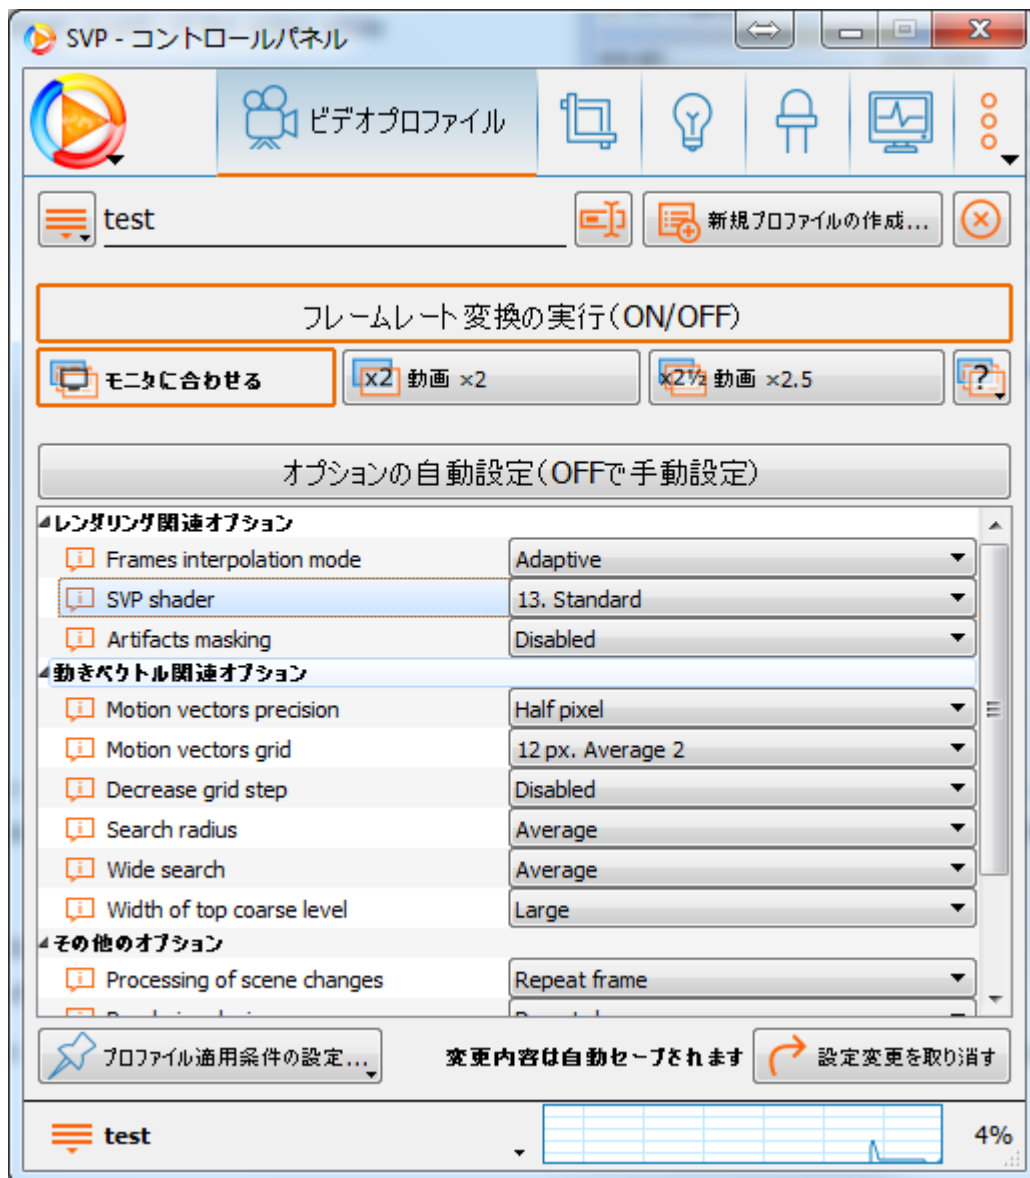 SVP - コントロールパネル
ビデオプロファイル
test
新規プロファイルの作成...
フレームレート変換の実行(ON/OFF)
モニタに合わせる
x2 動画 ×2
x2½ 動画 ×2.5
?
オプションの自動設定(OFFで手動設定)
レンダリング関連オプション
Frames interpolation mode Adaptive
SVP shader 13. Standard
Artifacts masking Disabled
動きベクトル関連オプション
Motion vectors precision Half pixel
Motion vectors grid 12 px. Average 2
Decrease grid step Disabled
Search radius Average
Wide search Average
Width of top coarse level Large
その他のオプション
Processing of scene changes Repeat frame
プロファイル適用条件の設定...
変更内容は自動セーブされます
設定変更を取り消す
test
4%